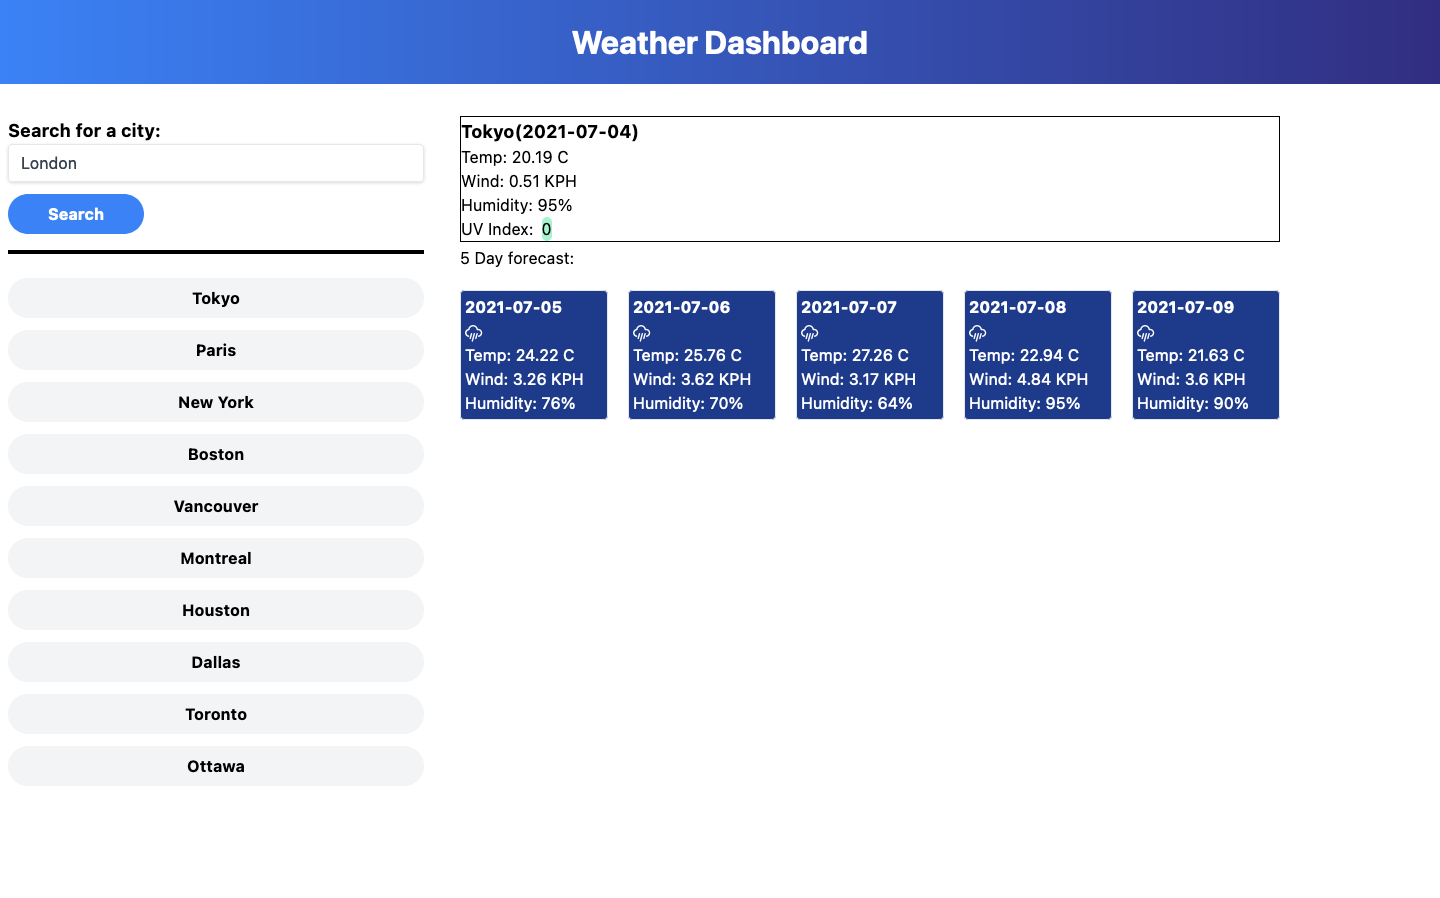 Weather Dashboard
Search for a city:
London
Search
Tokyo
Paris
New York
Boston
Vancouver
Montreal
Houston
Dallas
Toronto
Ottawa
Tokyo(2021-07-04)
Temp: 20.19 C
Wind: 0.51 KPH
Humidity: 95%
UV Index: 0
5 Day forecast:
2021-07-05
Temp: 24.22 C
Wind: 3.26 KPH
Humidity: 76%
2021-07-06
Temp: 25.76 C
Wind: 3.62 KPH
Humidity: 70%
2021-07-07
Temp: 27.26 C
Wind: 3.17 KPH
Humidity: 64%
2021-07-08
Temp: 22.94 C
Wind: 4.84 KPH
Humidity: 95%
2021-07-09
Temp: 21.63 C
Wind: 3.6 KPH
Humidity: 90%